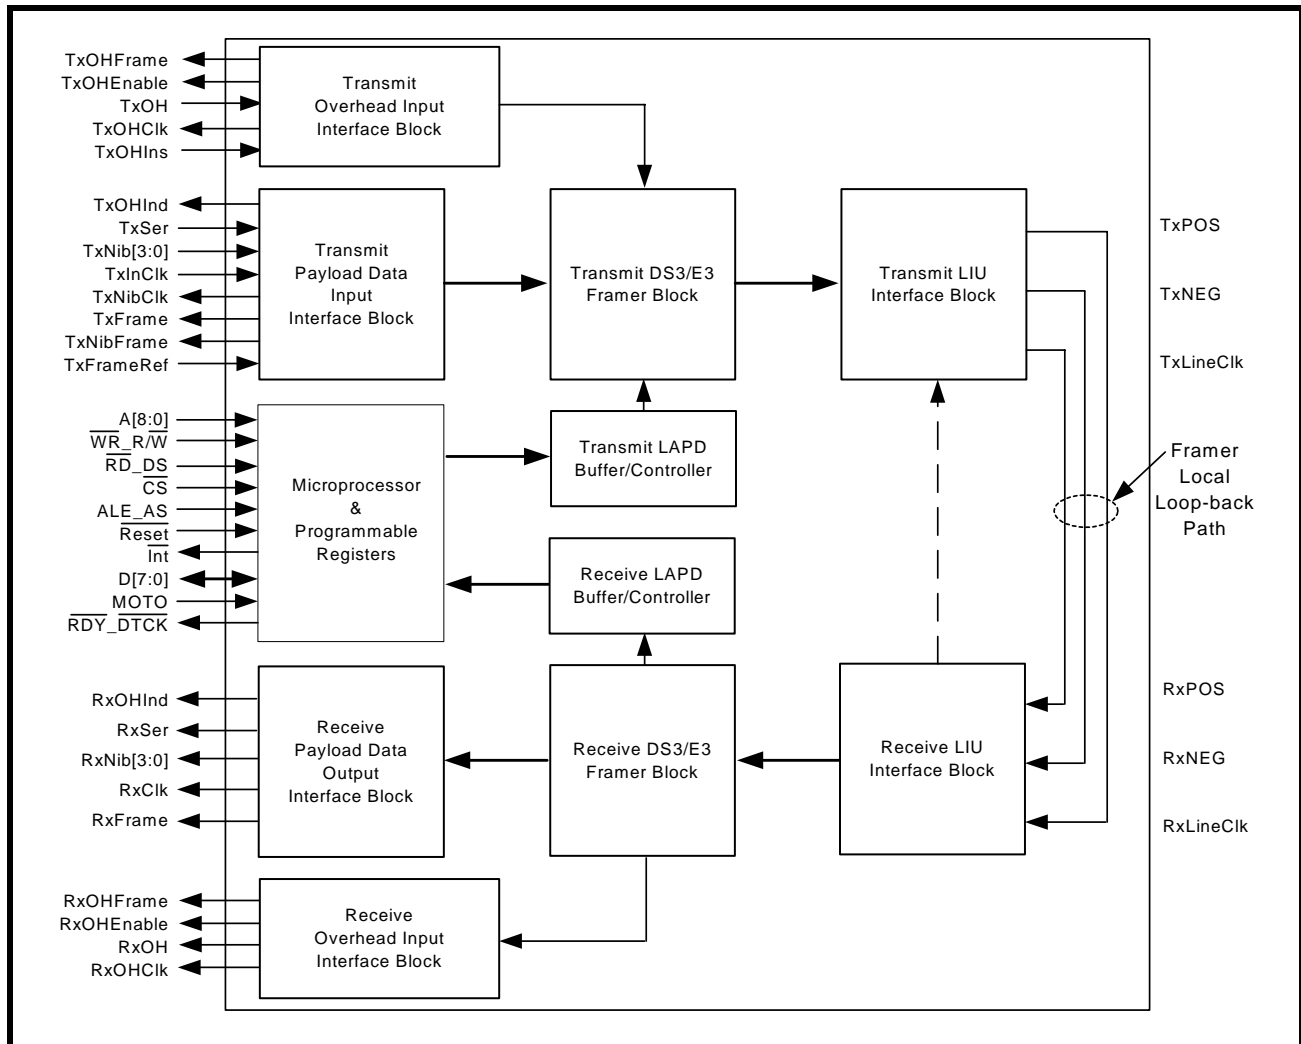 TxOHFrame
TxOHEnable
TxOH
TxOHClk
TxOHIns
Transmit
Overhead Input
Interface Block
TxOHInd
TxSer
TxNib[3:0]
TxInClk
TxNibClk
TxFrame
TxNibFrame
TxFrameRef
Transmit
Payload Data
Input
Interface Block
Transmit DS3/E3
Framer Block
Transmit LIU
Interface Block
TxPOS
TxNEG
TxLineClk
A[8:0]
WR_R/W
RD_DS
CS
ALE_AS
Reset
Int
D[7:0]
MOTO
RDY_DTCK
Microprocessor
&
Programmable
Registers
Transmit LAPD
Buffer/Controller
Receive LAPD
Buffer/Controller
Framer
Local
Loop-back
Path
RxOHInd
RxSer
RxNib[3:0]
RxClk
RxFrame
Receive
Payload Data
Output
Interface Block
Receive DS3/E3
Framer Block
Receive LIU
Interface Block
RxPOS
RxNEG
RxLineClk
RxOHFrame
RxOHEnable
RxOH
RxOHClk
Receive
Overhead Input
Interface Block